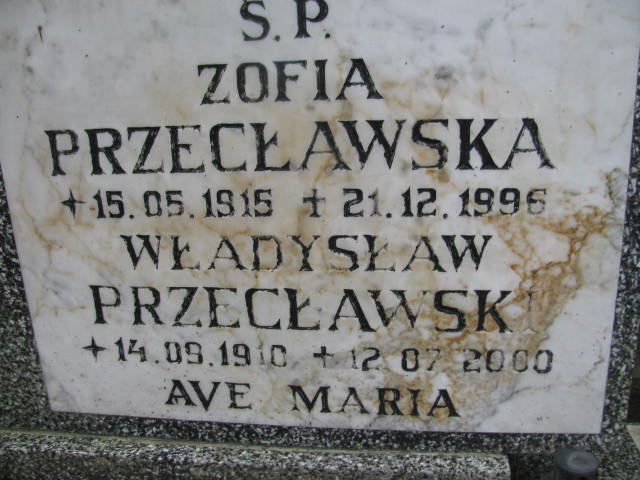 Ś.P.
ZOFIA
PRZECŁAWSKA
+15.05.1915 +21.12.1996
WŁADYSŁAW
PRZECŁAWSKI
+14.09.1910 +12.07.2000
AVE MARIA